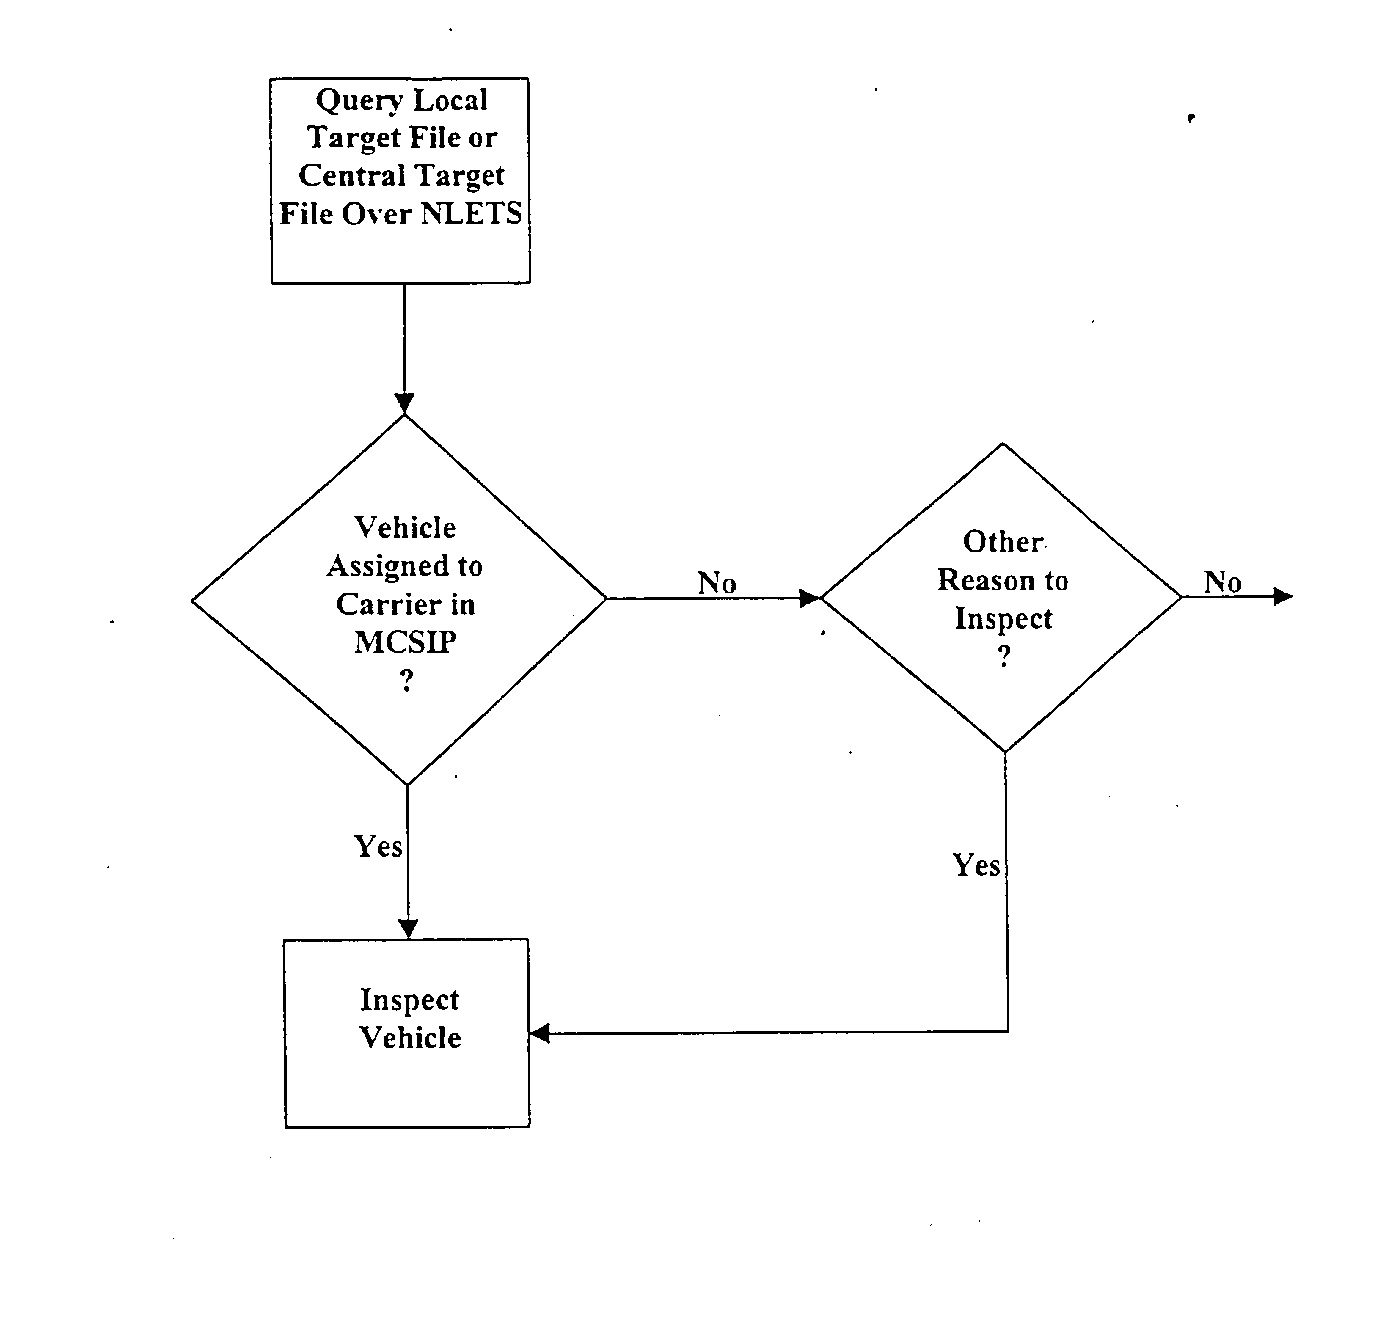 Query Local
Target File or
Central Target
File Over NLETS
Vehicle
Assigned to
Carrier in
MCSIP
?
No
Other
Reason to
Inspect
?
No
Yes
Yes
Inspect
Vehicle